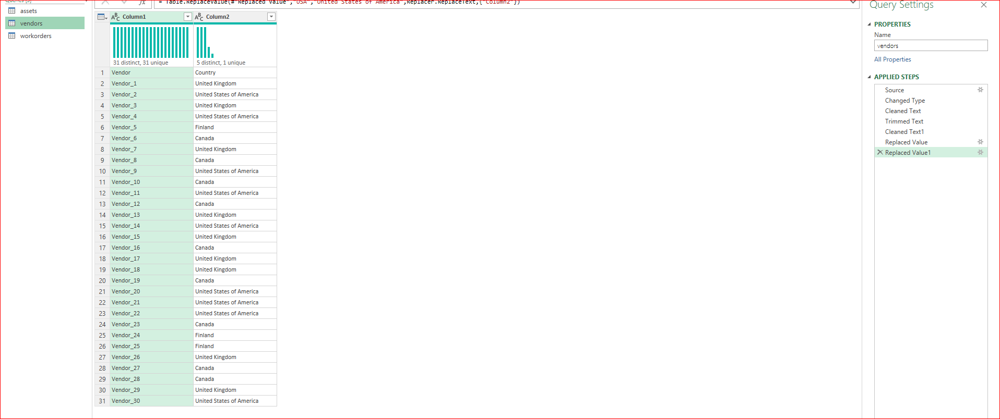 Queries [3]
assets
vendors
workorders
fx
= Table.ReplaceValue(#"Replaced Value","USA","United States of America",Replacer.ReplaceText,{"Column2"})
ABC Column1
ABC Column2
31 distinct, 31 unique
5 distinct, 1 unique
1 Vendor Country
2 Vendor_1 United Kingdom
3 Vendor_2 United States of America
4 Vendor_3 United Kingdom
5 Vendor_4 United States of America
6 Vendor_5 Finland
7 Vendor_6 Canada
8 Vendor_7 United Kingdom
9 Vendor_8 Canada
10 Vendor_9 United States of America
11 Vendor_10 Canada
12 Vendor_11 United States of America
13 Vendor_12 Canada
14 Vendor_13 United Kingdom
15 Vendor_14 United States of America
16 Vendor_15 United Kingdom
17 Vendor_16 Canada
18 Vendor_17 United Kingdom
19 Vendor_18 United Kingdom
20 Vendor_19 Canada
21 Vendor_20 United States of America
22 Vendor_21 United States of America
23 Vendor_22 United States of America
24 Vendor_23 Canada
25 Vendor_24 Finland
26 Vendor_25 Finland
27 Vendor_26 United Kingdom
28 Vendor_27 Canada
29 Vendor_28 Canada
30 Vendor_29 United Kingdom
31 Vendor_30 United States of America
Query Settings
PROPERTIES
Name
vendors
All Properties
APPLIED STEPS
Source
Changed Type
Cleaned Text
Trimmed Text
Cleaned Text1
Replaced Value
Replaced Value1